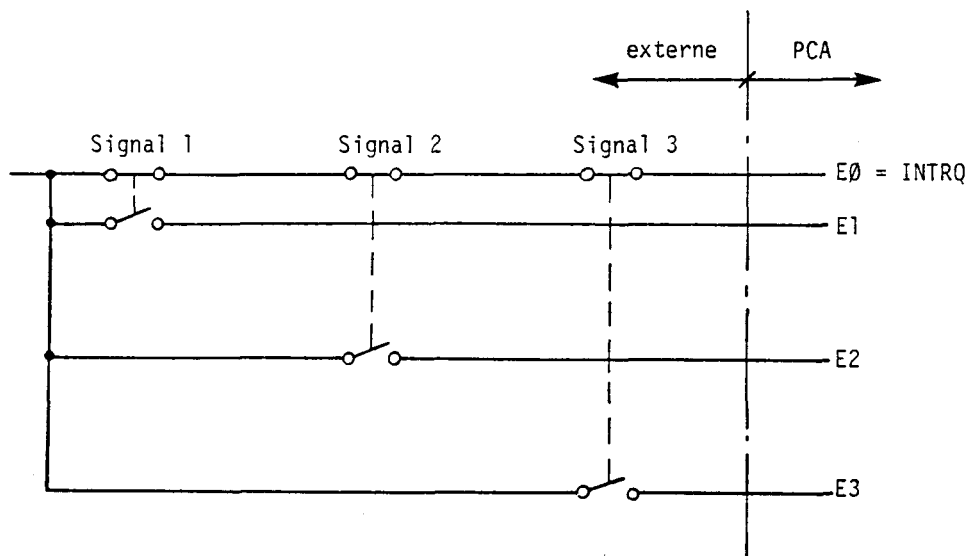 externe PCA
Signal 1 Signal 2 Signal 3
EØ = INTRQ
E1
E2
E3